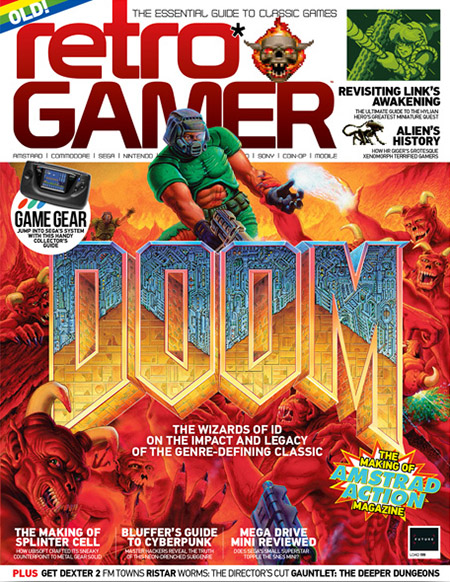 OLD!
THE ESSENTIAL GUIDE TO CLASSIC GAMES
retro*
GAMER
AMSTRAD | COMMODORE | SEGA | NINTENDO
SONY | COIN-OP | MOBILE
REVISITING LINK'S
AWAKENING
THE ULTIMATE GUIDE TO THE HYLIAN
HERO'S GREATEST MINIATURE QUEST
ALIEN'S
HISTORY
HOW HR GIGER'S GROTESQUE
XENOMORPH TERRIFIED GAMERS
GAME GEAR
JUMP INTO SEGA'S SYSTEM
WITH THIS HANDY
COLLECTOR'S
GUIDE
DOOM
THE WIZARDS OF ID
ON THE IMPACT AND LEGACY
OF THE GENRE-DEFINING CLASSIC
THE
MAKING OF
AMSTRAD
ACTION
MAGAZINE
THE MAKING OF
SPLINTER CELL
HOW UBISOFT CRAFTED ITS SNEAKY
COUNTERPOINT TO METAL GEAR SOLID
BLUFFER'S GUIDE
TO CYBERPUNK
MASTER HACKERS REVEAL THE TRUTH
OF THIS NEON-DRENCHED SUBGENRE
MEGA DRIVE
MINI REVIEWED
DOES SEGA'S SMALL SUPERSTAR
TOPPLE THE SNES MINI?
FUTURE
PLUS GET DEXTER 2 FM TOWNS RISTAR WORMS: THE DIRECTOR'S CUT GAUNTLET: THE DEEPER DUNGEONS